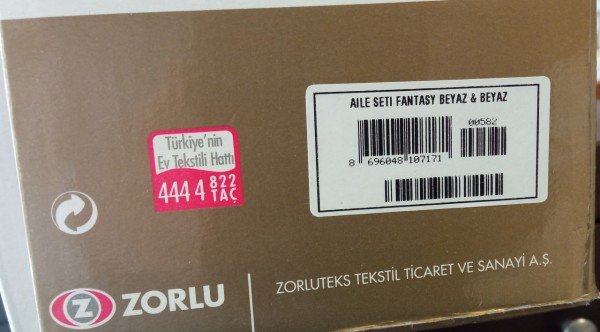 AILE SETI FANTASY BEYAZ & BEYAZ
00582
8 696048 107171
Türkiye'nin
Ev Tekstili Hattı
444 4 822
TAÇ
Z ZORLU
ZORLUTEKS TEKSTİL TİCARET VE SANAYİ A.Ş.